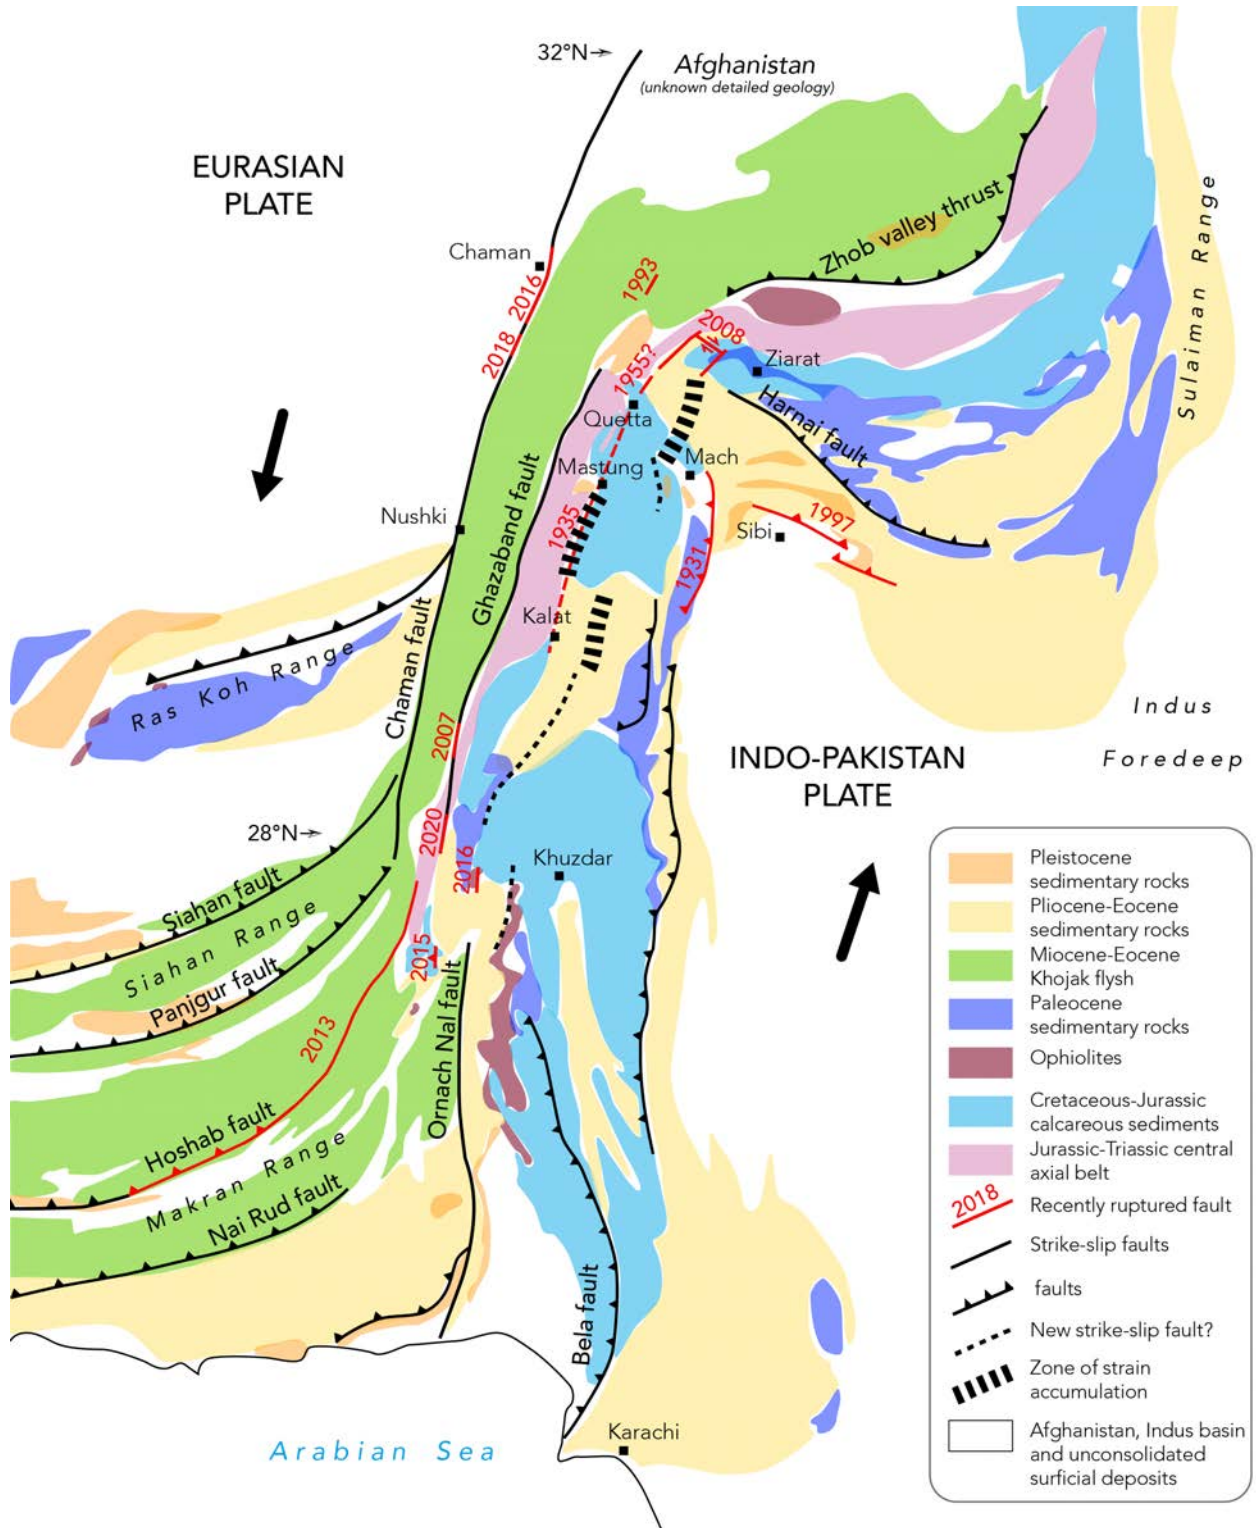 32°N→
Afghanistan
(unknown detailed geology)
EURASIAN
PLATE
Chaman
2016
2018
1993
Zhob valley thrust
Sulaiman Range
2008
1955?
Ziarat
Quetta
Harnai fault
Mastung
Mach
1935
1997
Nushki
Sibi
Ghazaband fault
1931
Kalat
Chaman fault
Ras Koh Range
Indus
Foredeep
2007
INDO-PAKISTAN
PLATE
28°N→
2020
2016
Khuzdar
Siahan fault
Siahan Range
2015
Panjgur fault
2013
Ornach Nal fault
Hoshab fault
Makran Range
Nai Rud fault
Bela fault
Karachi
Arabian Sea
Pleistocene
sedimentary rocks
Pliocene-Eocene
sedimentary rocks
Miocene-Eocene
Khojak flysh
Paleocene
sedimentary rocks
Ophiolites
Cretaceous-Jurassic
calcareous sediments
Jurassic-Triassic central
axial belt
2018
Recently ruptured fault
Strike-slip faults
faults
New strike-slip fault?
Zone of strain
accumulation
Afghanistan, Indus basin
and unconsolidated
surficial deposits